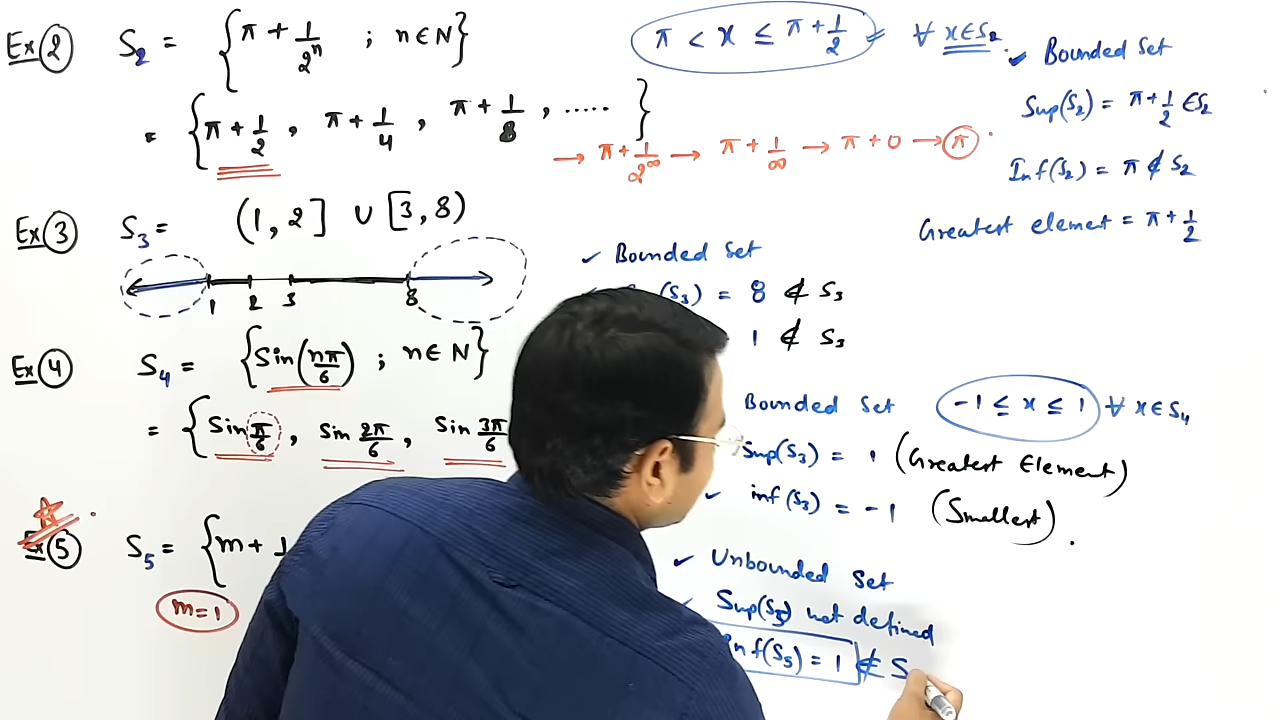 Ex 2 S₂ = { π + 1/2ⁿ ; n ∈ N }
= { π + 1/2 , π + 1/4 , π + 1/8 , ..... }
→ π + 1/2^∞ → π + 1/∞ → π + 0 → π
π < x ≤ π + 1/2 ∀ x ∈ S₂.
✓ Bounded Set
Sup(S₂) = π + 1/2 ∈ S₂
Inf(S₂) = π ∉ S₂
Greatest element = π + 1/2
Ex 3 S₃ = (1, 2] ∪ [3, 8)
1 2 3 8
✓ Bounded Set
(S₃) = 8 ∉ S₃
1 ∉ S₃
Ex 4 S₄ = { Sin(nπ/6) ; n ∈ N }
= { Sin π/6 , Sin 2π/6 , Sin 3π/6
Bounded Set -1 ≤ x ≤ 1 ∀ x ∈ S₄
Sup(S₃) = 1 (Greatest Element)
✓ inf(S₃) = -1 (Smallest).
Ex 5 S₅ = { m + 1
m = 1
✓ Unbounded Set
✓ Sup(S₅) not defined
Inf(S₅) = 1 ∉ S